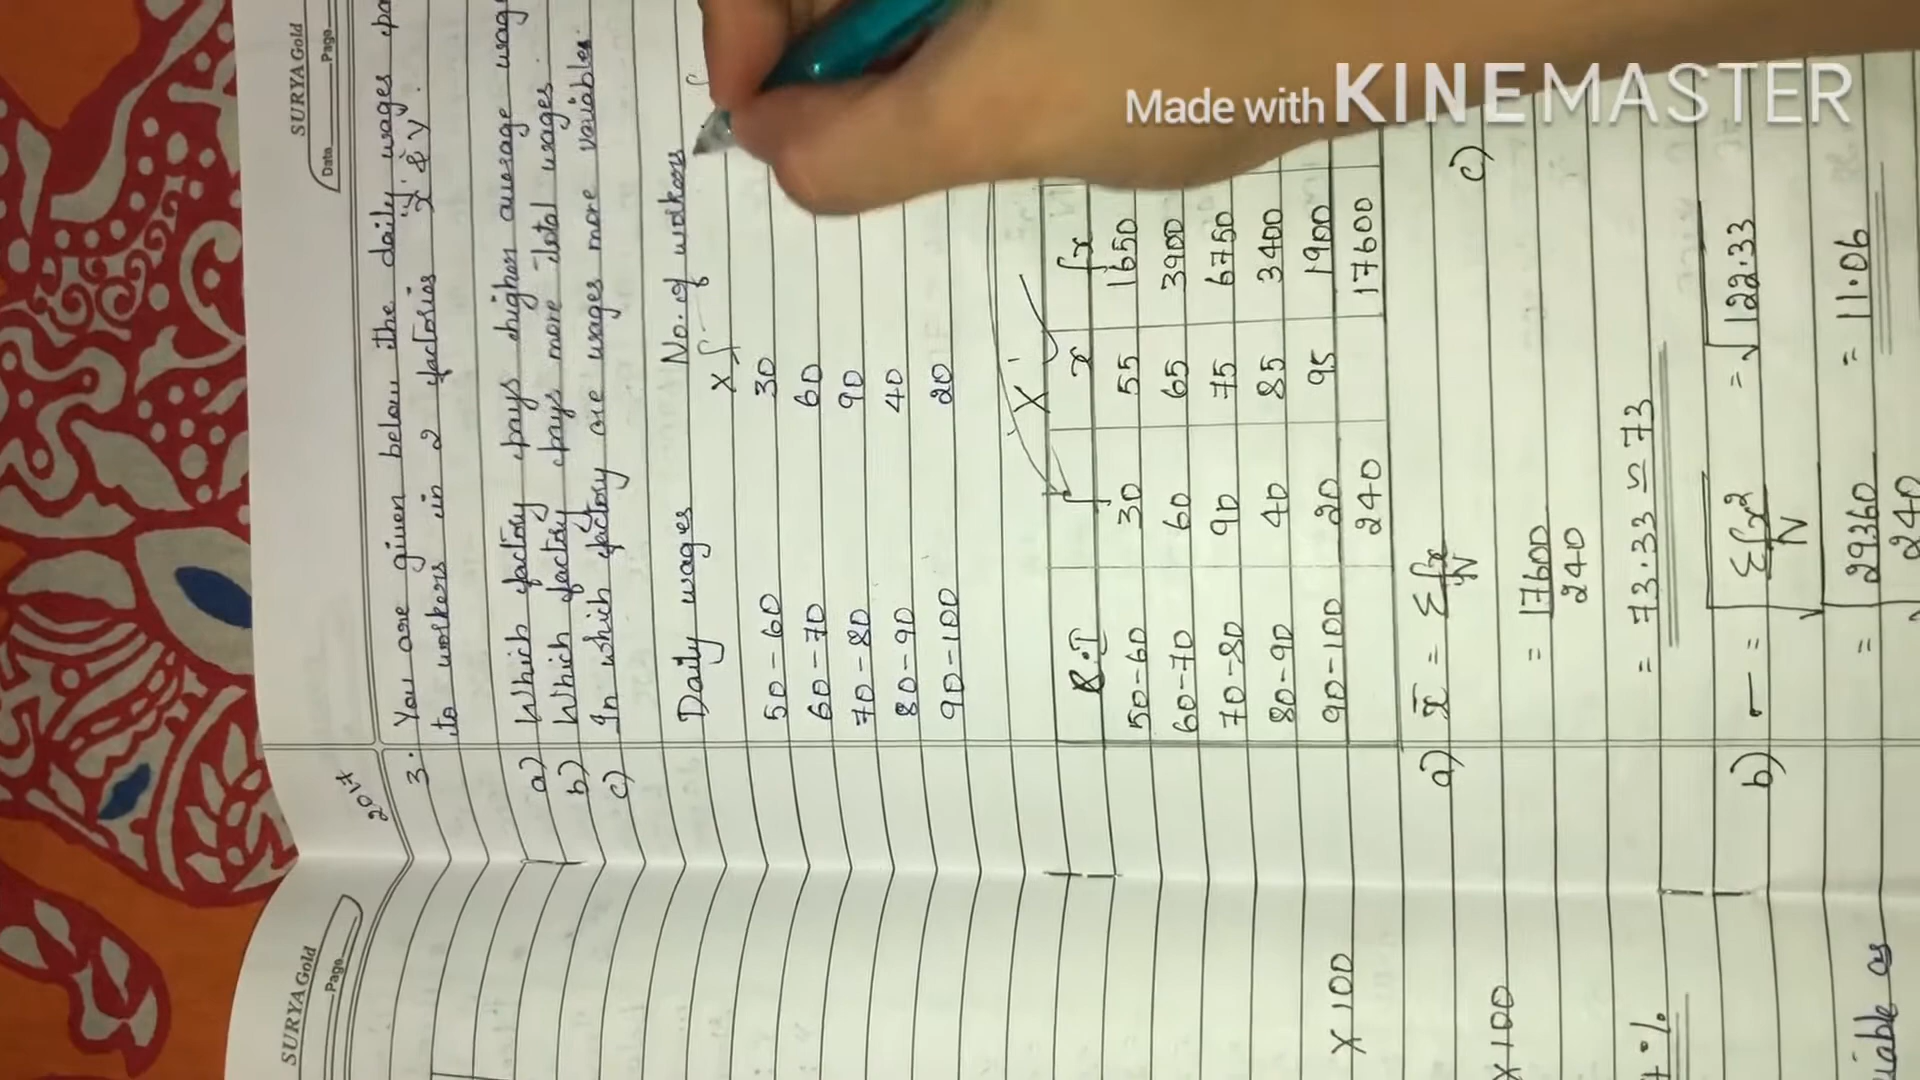 Made with KINEMASTER
SURYA Gold
Date Page
20
3. You are given below the daily wages
to workers in 2 factories 'x' & 'y'.
a) Which factory pays higher average
b) Which factory pays more total wages.
c) In which factory are wages more variable.
Daily wages No. of workers
X
50-60 30
60-70 60
70-80 90
80-90 40
90-100 20
'X'
C.I f x fx
50-60 30 55 1650
60-70 60 65 3900
70-80 90 75 6750
80-90 40 85 3400
90-100 20 95 1900
240 17600
a) x̄ = Σfx/N
c)
= 17600/240
= 73.33 ≈ 73
b) σ = √Σfx²/N = √122.33
= √29360/240 = 11.06
SURYA Gold
Page
X 100
X 100
%
as